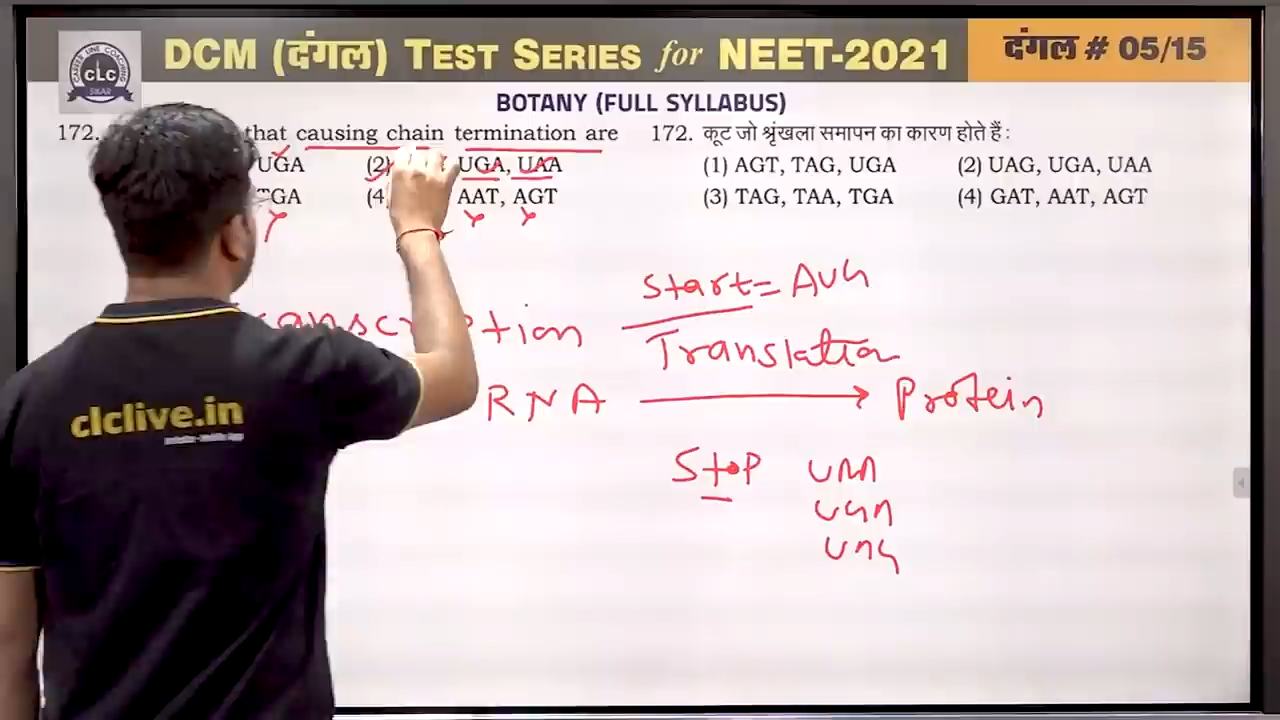 DCM (दंगल) TEST SERIES for NEET-2021
दंगल # 05/15
CLC
SIKAR
BOTANY (FULL SYLLABUS)
172. that causing chain termination are
UGA (2) UGA, UAA
TGA (4) AAT, AGT
172. कूट जो श्रृंखला समापन का कारण होते हैं :
(1) AGT, TAG, UGA (2) UAG, UGA, UAA
(3) TAG, TAA, TGA (4) GAT, AAT, AGT
Start = AUG
Translation
RNA → Protein
Stop UAA
UGA
UAG
clclive.in